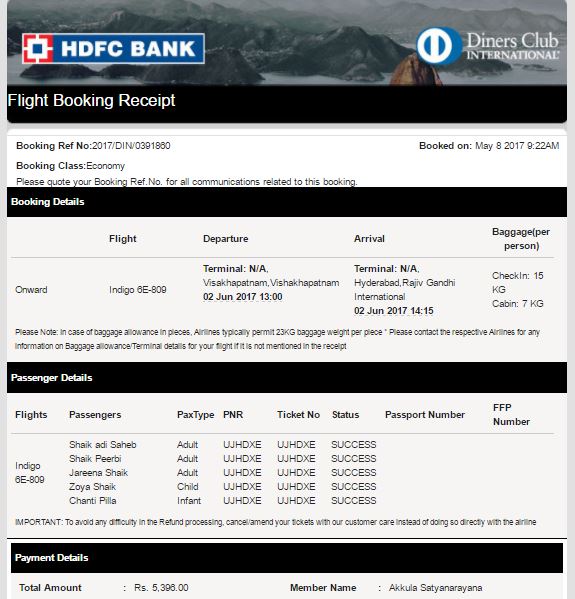 HDFC BANK
Diners Club
INTERNATIONAL®
Flight Booking Receipt
Booking Ref No:2017/DIN/0391860 Booked on: May 8 2017 9:22AM
Booking Class:Economy
Please quote your Booking Ref.No. for all communications related to this booking.
Booking Details
Flight Departure Arrival Baggage(per person)
Onward Indigo 6E-809
Terminal: N/A,
Visakhapatnam,Vishakhapatnam
02 Jun 2017 13:00
Terminal: N/A,
Hyderabad,Rajiv Gandhi
International
02 Jun 2017 14:15
CheckIn: 15
KG
Cabin: 7 KG
Please Note: In case of baggage allowance in pieces, Airlines typically permit 23KG baggage weight per piece * Please contact the respective Airlines for any
information on Baggage allowance/Terminal details for your flight if it is not mentioned in the receipt
Passenger Details
Flights Passengers PaxType PNR Ticket No Status Passport Number FFP Number
Indigo
6E-809
Shaik adi Saheb Adult UJHDXE UJHDXE SUCCESS
Shaik Peerbi Adult UJHDXE UJHDXE SUCCESS
Jareena Shaik Adult UJHDXE UJHDXE SUCCESS
Zoya Shaik Child UJHDXE UJHDXE SUCCESS
Chanti Pilla Infant UJHDXE UJHDXE SUCCESS
IMPORTANT: To avoid any difficulty in the Refund processing, cancel/amend your tickets with our customer care instead of doing so directly with the airline
Payment Details
Total Amount : Rs. 5,396.00 Member Name : Akkula Satyanarayana